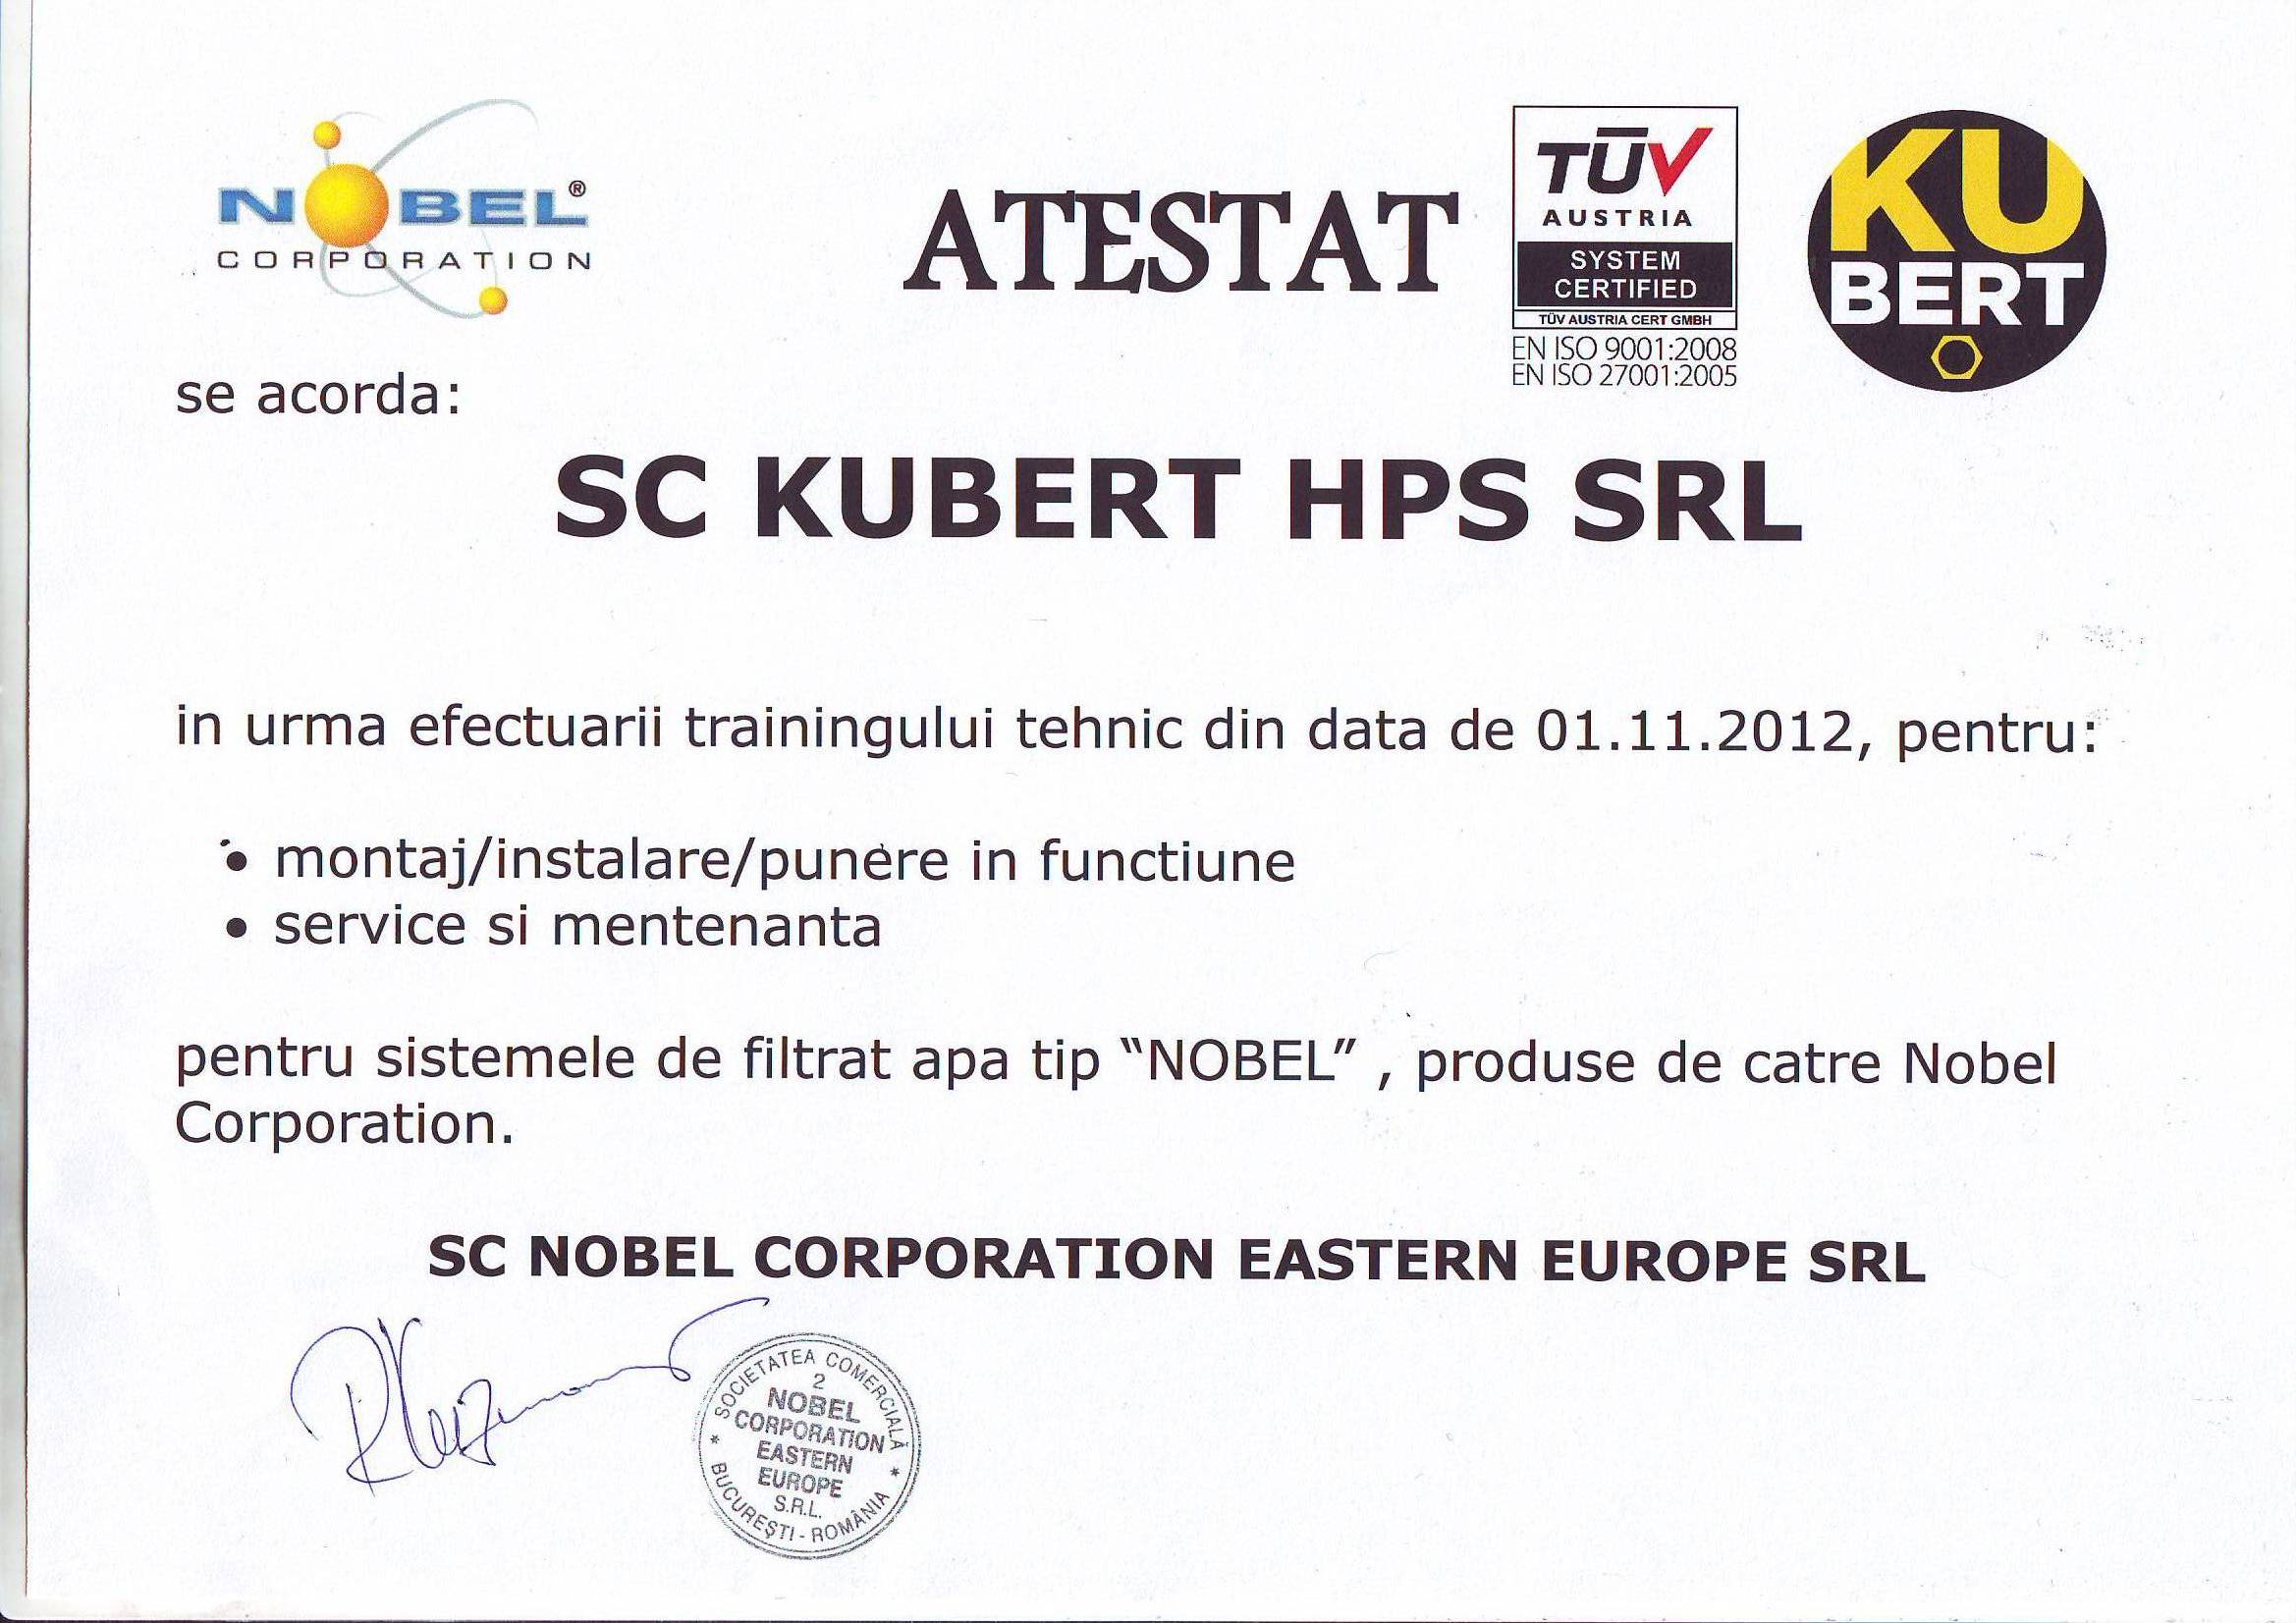 NOBEL®
CORPORATION
ATESTAT
TÜV
AUSTRIA
SYSTEM
CERTIFIED
TÜV AUSTRIA CERT GMBH
EN ISO 9001:2008
EN ISO 27001:2005
KU
BERT
se acorda:
SC KUBERT HPS SRL
in urma efectuarii trainingului tehnic din data de 01.11.2012, pentru:
• montaj/instalare/punere in functiune
• service si mentenanta
pentru sistemele de filtrat apa tip “NOBEL” , produse de catre Nobel
Corporation.
SC NOBEL CORPORATION EASTERN EUROPE SRL
SOCIETATEA COMERCIALĂ
2
NOBEL
CORPORATION
EASTERN
EUROPE
S.R.L.
* BUCUREŞTI - ROMÂNIA *